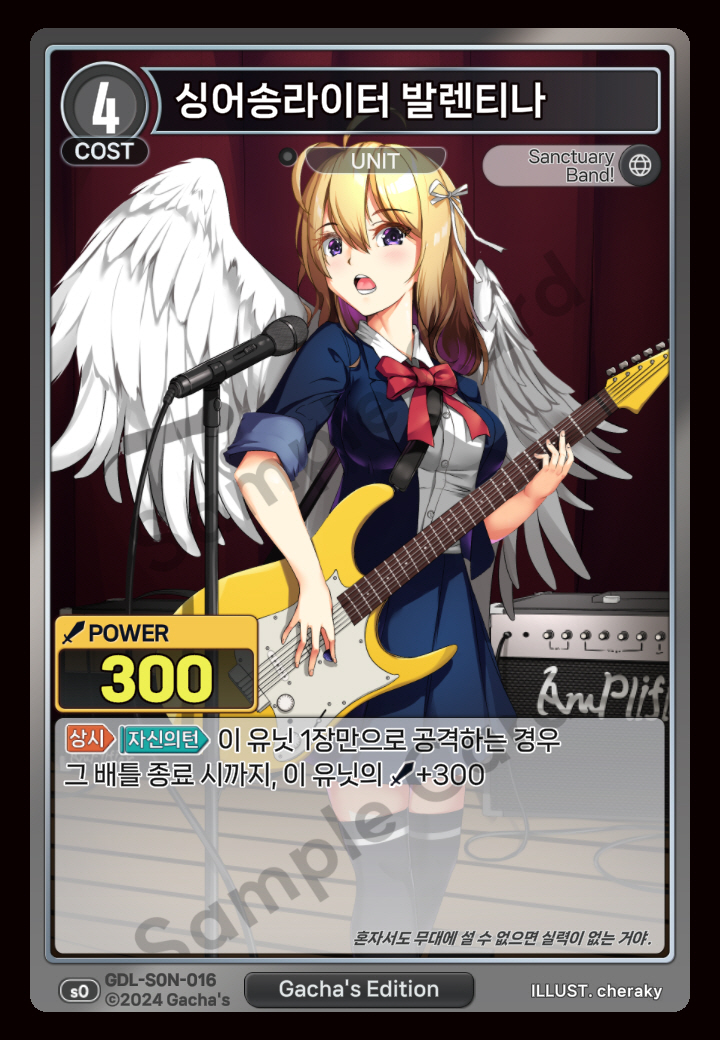 4
COST
싱어송라이터 발렌티나
UNIT
Sanctuary
Band!
POWER
300
상시 자신의턴 이 유닛 1장만으로 공격하는 경우
그 배틀 종료 시까지, 이 유닛의 +300
Sample Card
Sample Card
혼자서도 무대에 설 수 없으면 실력이 없는 거야.
s0
GDL-S0N-016
©2024 Gacha's
Gacha's Edition
ILLUST. cheraky